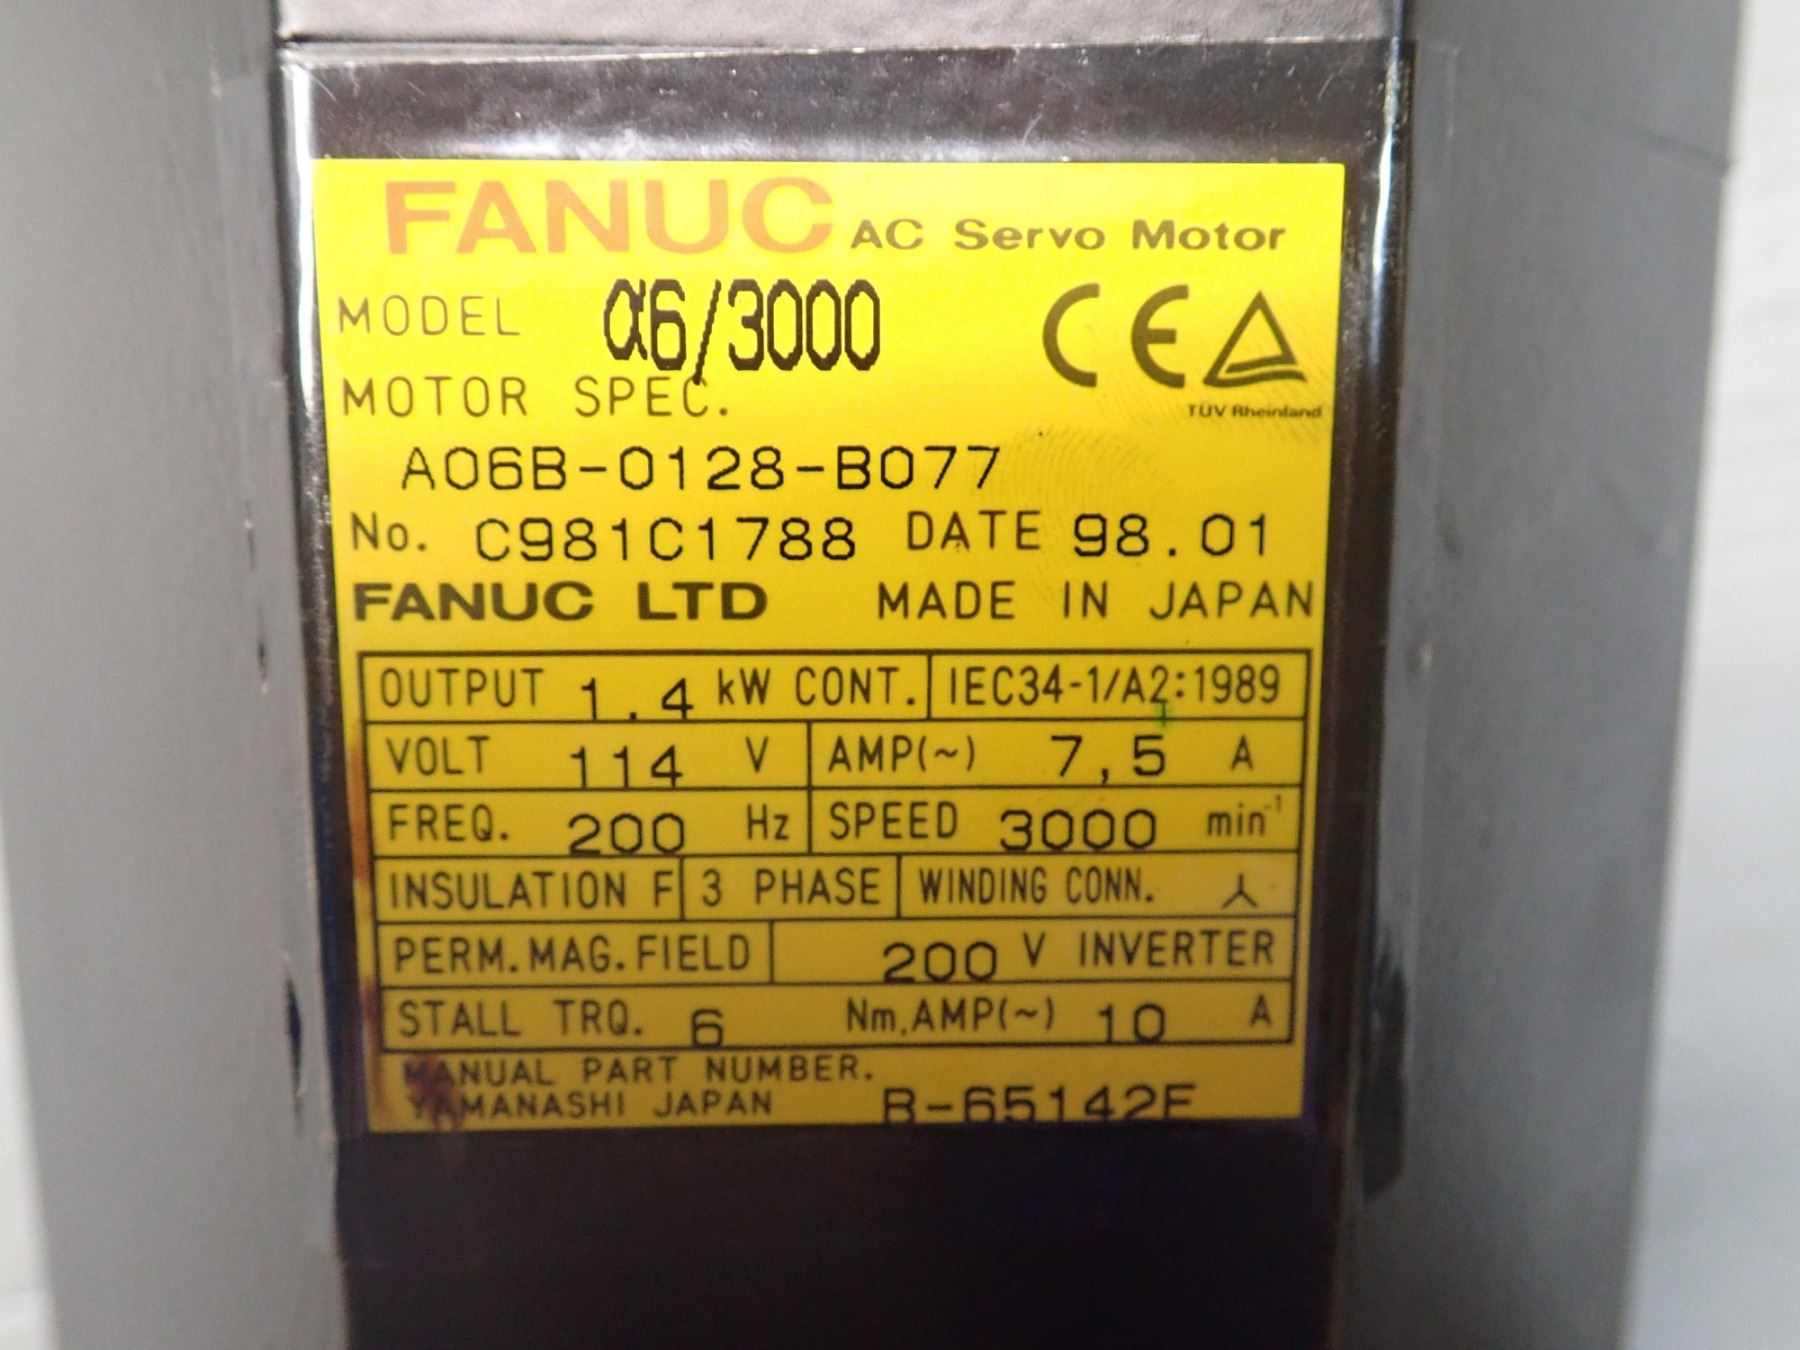 FANUC AC Servo Motor
MODEL α6/3000 CE
MOTOR SPEC.
TÜV Rheinland
A06B-0128-B077
No. C981C1788 DATE 98.01
FANUC LTD MADE IN JAPAN
OUTPUT 1.4 kW CONT. IEC34-1/A2:1989
VOLT 114 V AMP(~) 7,5 A
FREQ. 200 Hz SPEED 3000 min⁻¹
INSULATION F 3 PHASE WINDING CONN. ⅄
PERM.MAG.FIELD 200 V INVERTER
STALL TRQ. 6 Nm,AMP(~) 10 A
MANUAL PART NUMBER.
YAMANASHI JAPAN B-65142E